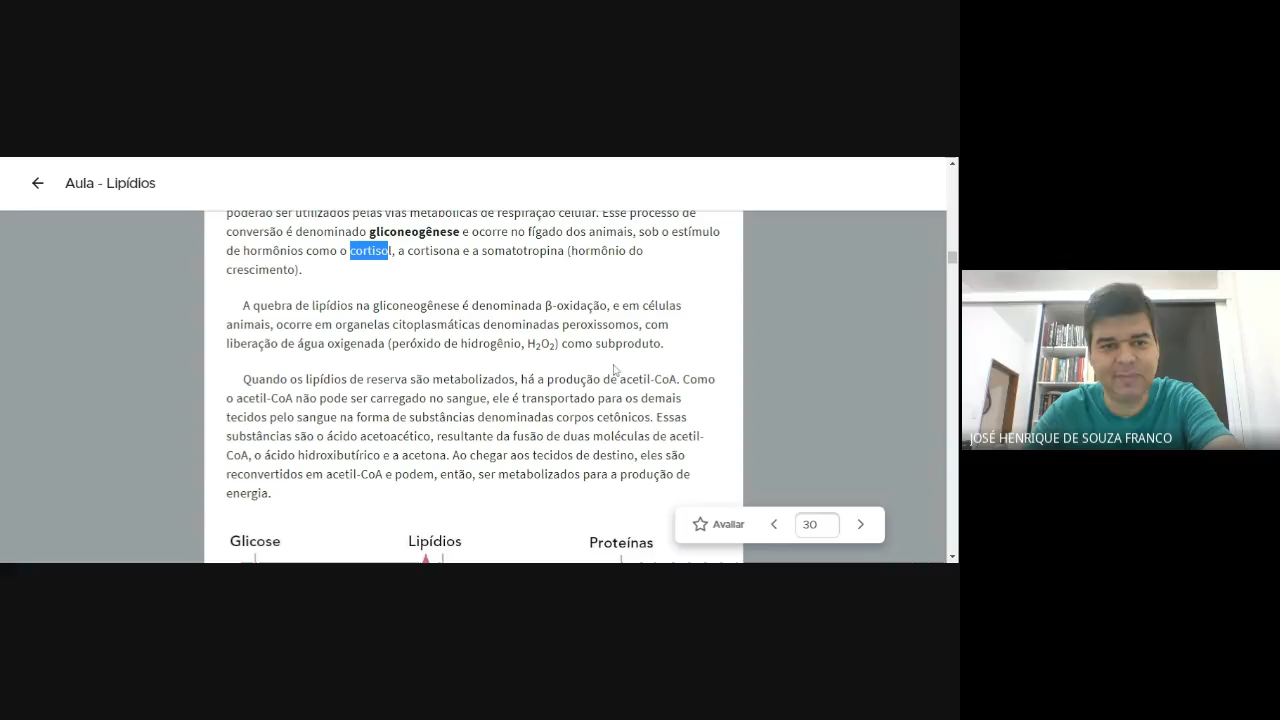 Aula - Lipídios
poderão ser utilizados pelas vias metabólicas de respiração celular. Esse processo de
conversão é denominado gliconeogênese e ocorre no fígado dos animais, sob o estímulo
de hormônios como o cortisol, a cortisona e a somatotropina (hormônio do
crescimento).
A quebra de lipídios na gliconeogênese é denominada β-oxidação, e em células
animais, ocorre em organelas citoplasmáticas denominadas peroxissomos, com
liberação de água oxigenada (peróxido de hidrogênio, H₂O₂) como subproduto.
Quando os lipídios de reserva são metabolizados, há a produção de acetil-CoA. Como
o acetil-CoA não pode ser carregado no sangue, ele é transportado para os demais
tecidos pelo sangue na forma de substâncias denominadas corpos cetônicos. Essas
substâncias são o ácido acetoacético, resultante da fusão de duas moléculas de acetil-
CoA, o ácido hidroxibutírico e a acetona. Ao chegar aos tecidos de destino, eles são
reconvertidos em acetil-CoA e podem, então, ser metabolizados para a produção de
energia.
Avaliar 30
Glicose Lipídios Proteínas
JOSÉ HENRIQUE DE SOUZA FRANCO